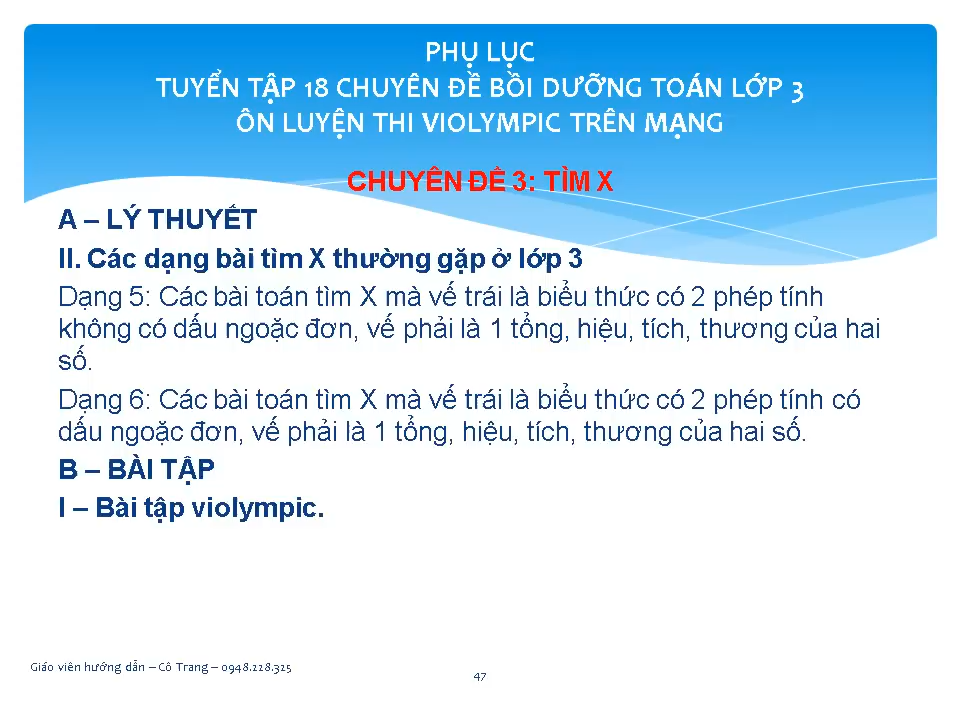 PHỤ LỤC
TUYỂN TẬP 18 CHUYÊN ĐỀ BỒI DƯỠNG TOÁN LỚP 3
ÔN LUYỆN THI VIOLYMPIC TRÊN MẠNG
CHUYÊN ĐỀ 3: TÌM X
A – LÝ THUYẾT
II. Các dạng bài tìm X thường gặp ở lớp 3
Dạng 5: Các bài toán tìm X mà vế trái là biểu thức có 2 phép tính
không có dấu ngoặc đơn, vế phải là 1 tổng, hiệu, tích, thương của hai
số.
Dạng 6: Các bài toán tìm X mà vế trái là biểu thức có 2 phép tính có
dấu ngoặc đơn, vế phải là 1 tổng, hiệu, tích, thương của hai số.
B – BÀI TẬP
I – Bài tập violympic.
Giáo viên hướng dẫn – Cô Trang – 0948.228.325
47